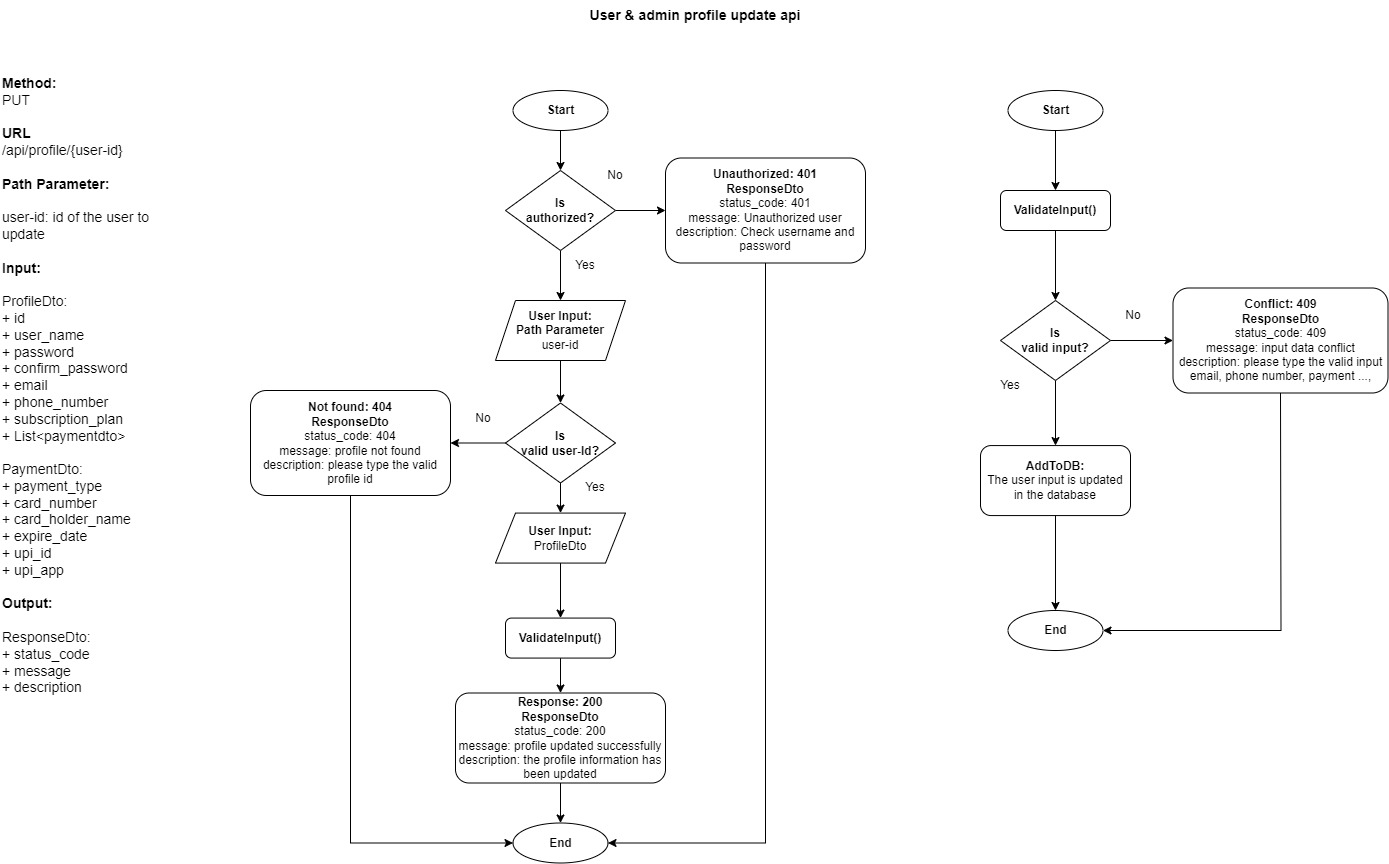 User & admin profile update api
Method:
PUT
URL
/api/profile/{user-id}
Path Parameter:
user-id: id of the user to
update
Input:
ProfileDto:
+ id
+ user_name
+ password
+ confirm_password
+ email
+ phone_number
+ subscription_plan
+ List<paymentdto>
PaymentDto:
+ payment_type
+ card_number
+ card_holder_name
+ expire_date
+ upi_id
+ upi_app
Output:
ResponseDto:
+ status_code
+ message
+ description
Start
Is
authorized?
No
Unauthorized: 401
ResponseDto
status_code: 401
message: Unauthorized user
description: Check username and
password
Yes
User Input:
Path Parameter
user-id
Is
valid user-Id?
No
Not found: 404
ResponseDto
status_code: 404
message: profile not found
description: please type the valid
profile id
Yes
User Input:
ProfileDto
ValidateInput()
Response: 200
ResponseDto
status_code: 200
message: profile updated successfully
description: the profile information has
been updated
End
Start
ValidateInput()
Is
valid input?
No
Conflict: 409
ResponseDto
status_code: 409
message: input data conflict
description: please type the valid input
email, phone number, payment ...,
Yes
AddToDB:
The user input is updated
in the database
End